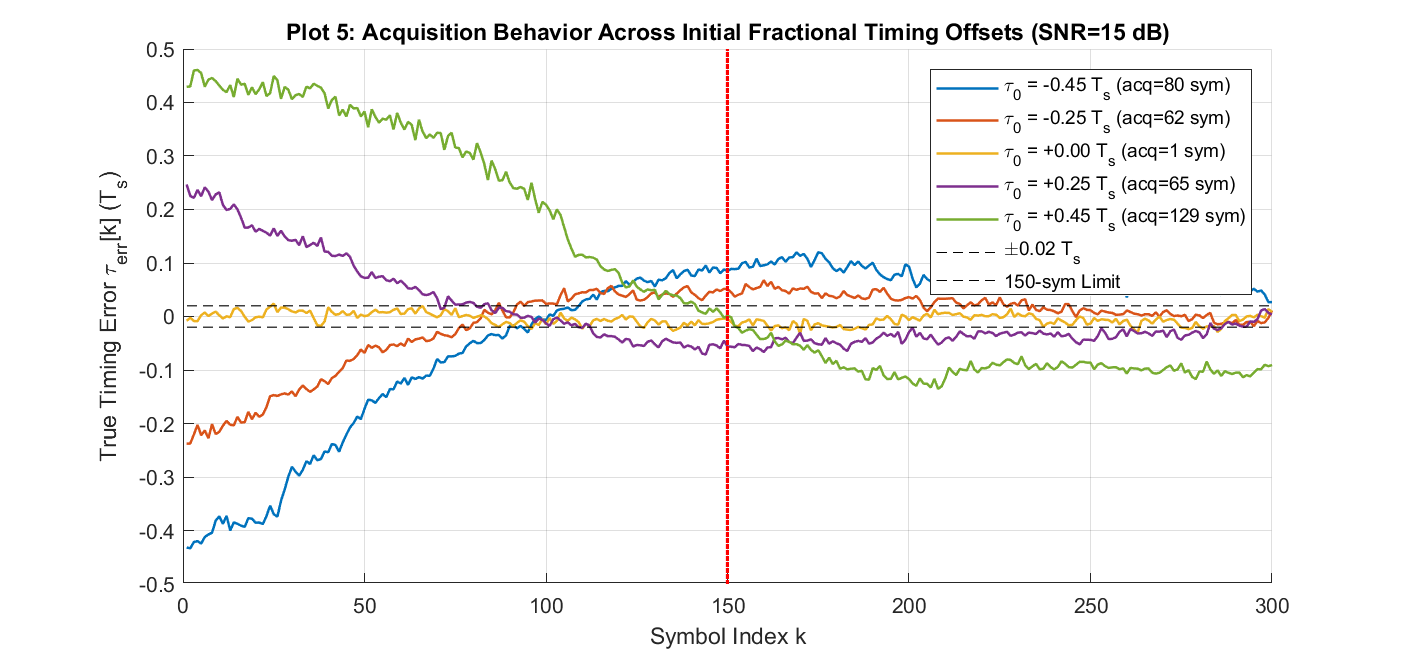 Plot 5: Acquisition Behavior Across Initial Fractional Timing Offsets (SNR=15 dB)
0.5
0.4
0.3
0.2
0.1
0
-0.1
-0.2
-0.3
-0.4
-0.5
True Timing Error τerr[k] (Ts)
τ0 = -0.45 Ts (acq=80 sym)
τ0 = -0.25 Ts (acq=62 sym)
τ0 = +0.00 Ts (acq=1 sym)
τ0 = +0.25 Ts (acq=65 sym)
τ0 = +0.45 Ts (acq=129 sym)
±0.02 Ts
150-sym Limit
0 50 100 150 200 250 300
Symbol Index k